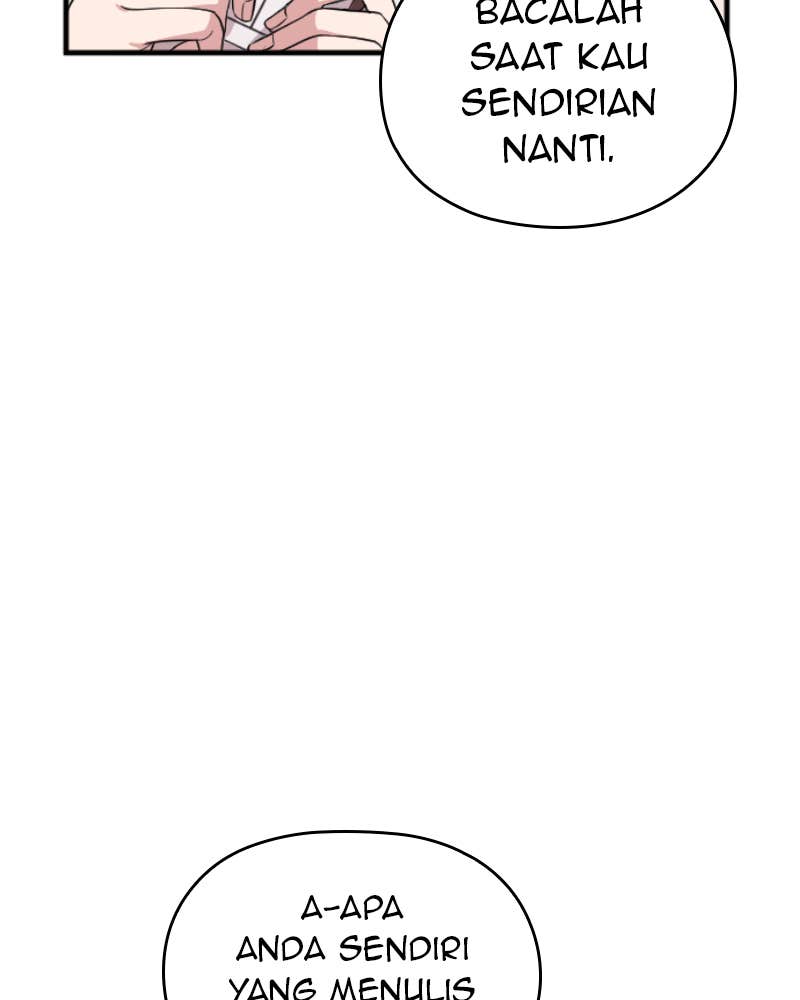 BACALAH
SAAT KAU
SENDIRIAN
NANTI.
A-APA
ANDA SENDIRI
YANG MENULIS